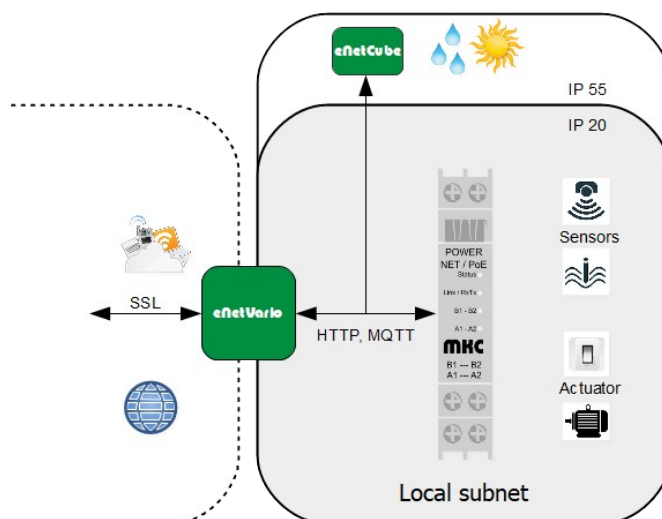 eNetCube
IP 55
IP 20
POWER
NET / PoE
Status
Link / RxTx
B1 - B2
A1 - A2
MKC
B1 --- B2
A1 --- A2
Sensors
SSL
eNetVario
HTTP, MQTT
Actuator
Local subnet